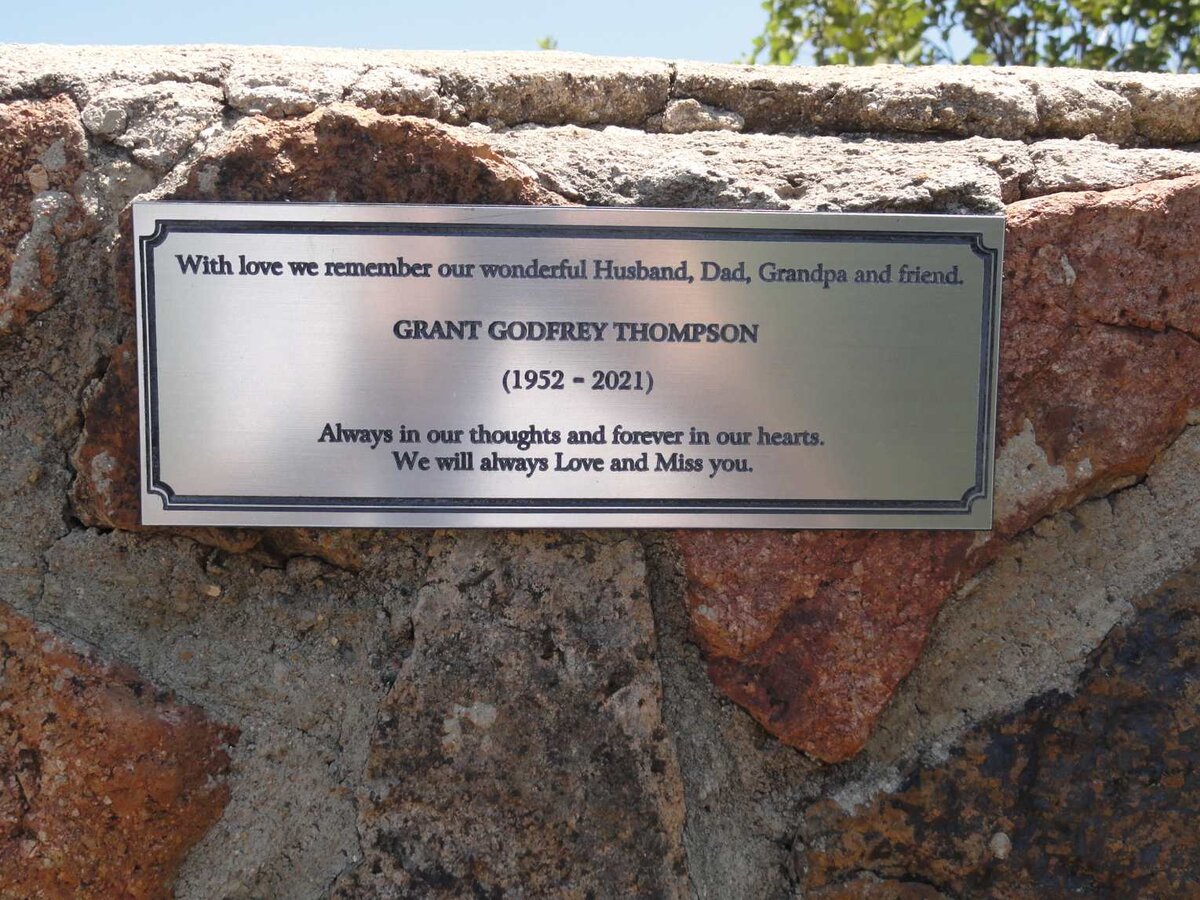 With love we remember our wonderful Husband, Dad, Grandpa and friend.
GRANT GODFREY THOMPSON
(1952 - 2021)
Always in our thoughts and forever in our hearts.
We will always Love and Miss you.